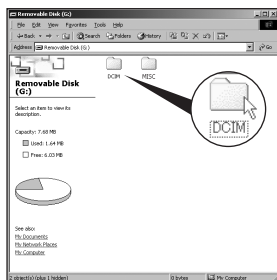 Removable Disk (G:)
File Edit View Favorites Tools Help
Back Search Folders History
Address Removable Disk (G:) Go
Removable Disk (G:)
DCIM MISC
Select an item to view its description.
Capacity: 7.68 MB
Used: 1.64 MB
Free: 6.03 MB
DCIM
See also:
My Documents
My Network Places
My Computer
2 object(s) (plus 1 hidden) 0 bytes My Computer